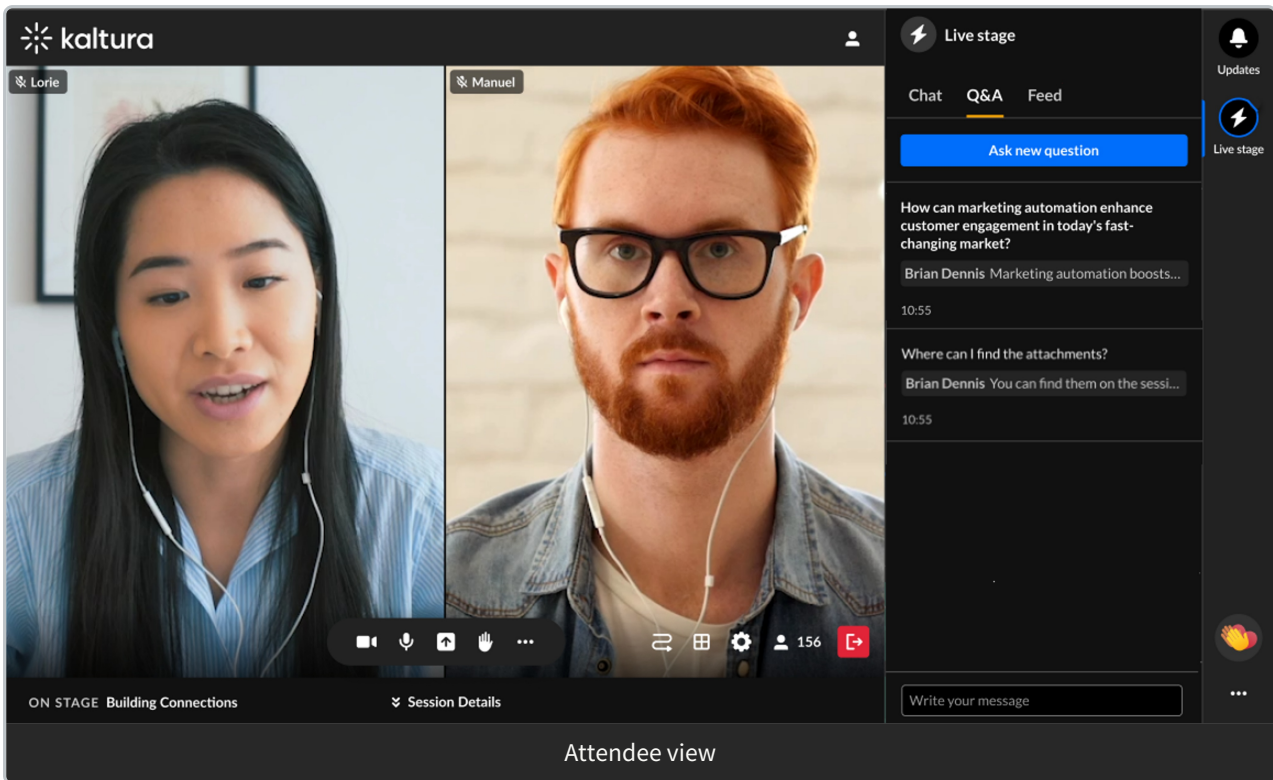 kaltura
Lorie
Manuel
156
ON STAGE Building Connections
Session Details
Live stage
Chat Q&A Feed
Ask new question
How can marketing automation enhance
customer engagement in today's fast-
changing market?
Brian Dennis Marketing automation boosts...
10:55
Where can I find the attachments?
Brian Dennis You can find them on the sessi...
10:55
Write your message
Updates
Live stage
Attendee view